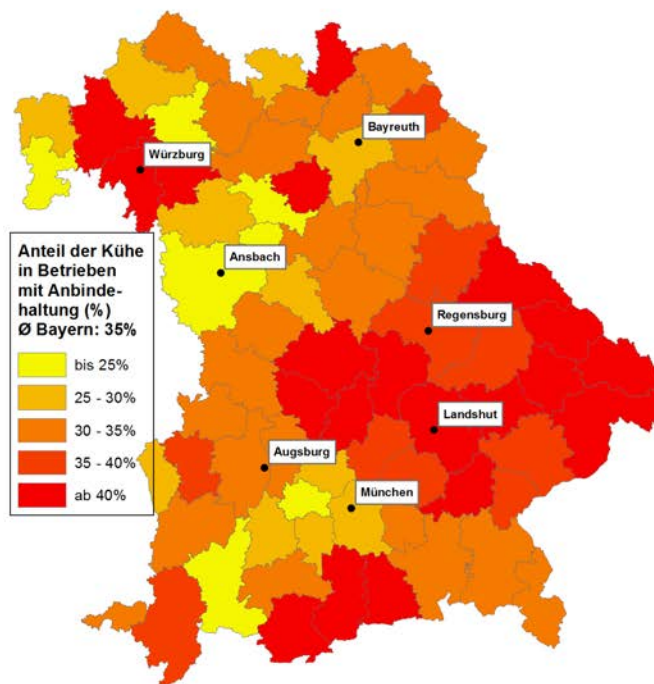 Bayreuth
Würzburg
Anteil der Kühe
in Betrieben
mit Anbinde-
haltung (%)
Ø Bayern: 35%
bis 25%
25 - 30%
30 - 35%
35 - 40%
ab 40%
Ansbach
Regensburg
Landshut
Augsburg
München